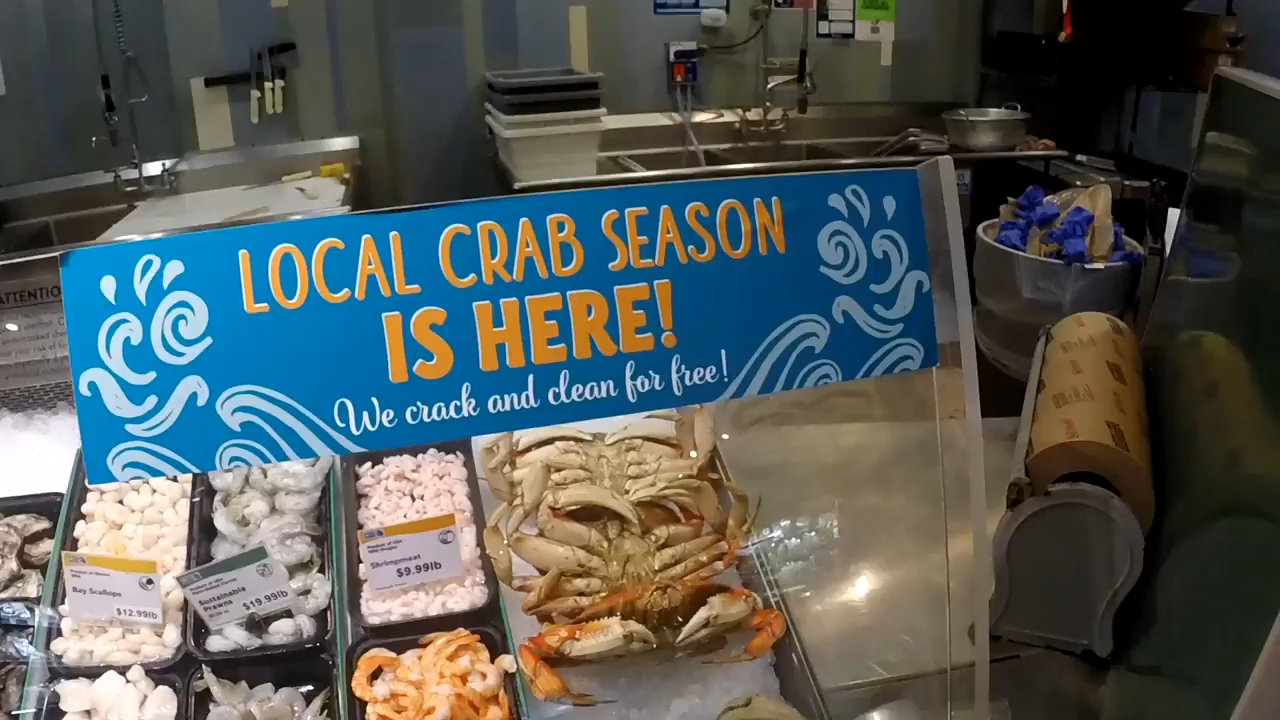 LOCAL CRAB SEASON
IS HERE!
We crack and clean for free!
ATTENTIO
Bay Scallops
$12.99lb
Sustainable
Prawns
$19.99lb
Shrimpmeat
$9.99lb